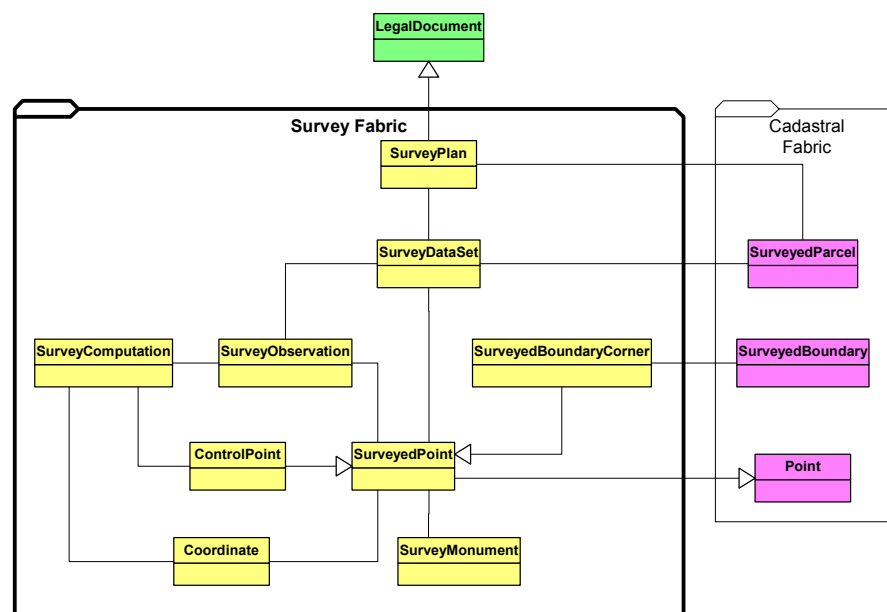 LegalDocument
Survey Fabric
Cadastral
Fabric
SurveyPlan
SurveyDataSet
SurveyedParcel
SurveyComputation
SurveyObservation
SurveyedBoundaryCorner
SurveyedBoundary
ControlPoint
SurveyedPoint
Point
Coordinate
SurveyMonument